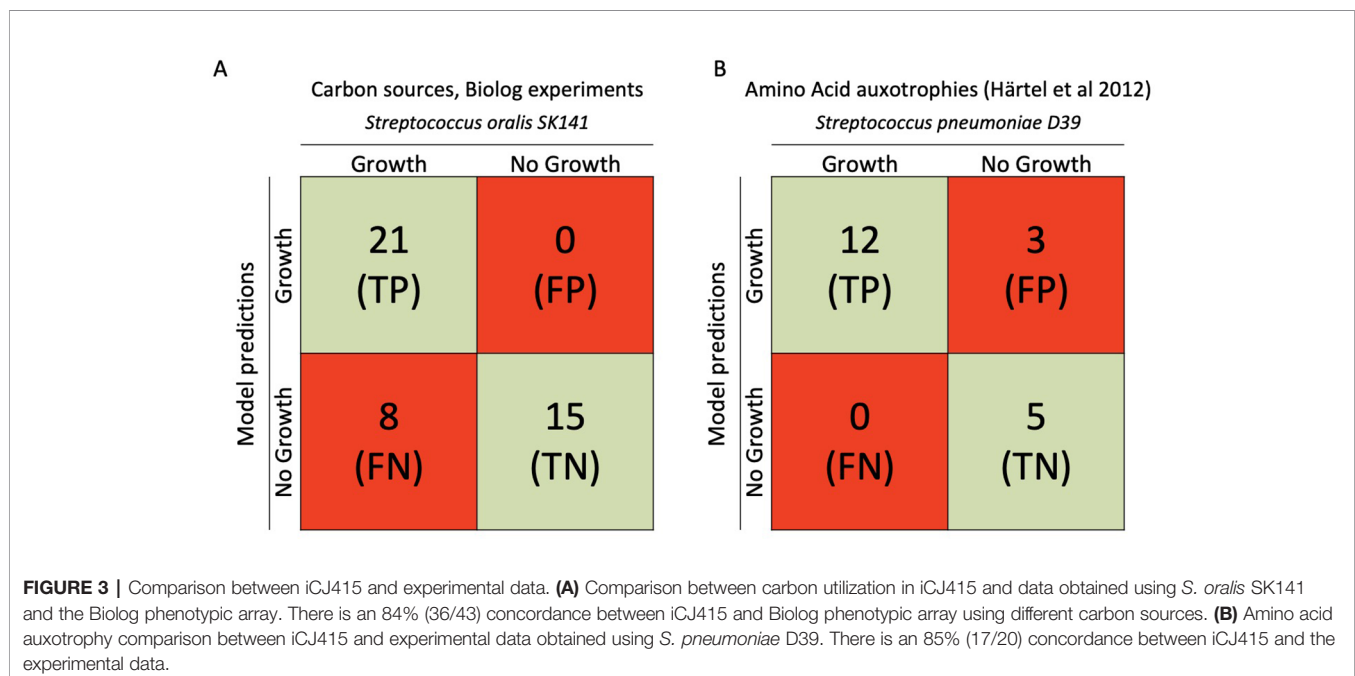 A
Carbon sources, Biolog experiments
Streptococcus oralis SK141
Growth
No Growth
Model predictions
Growth
No Growth
21
(TP)
0
(FP)
8
(FN)
15
(TN)
B
Amino Acid auxotrophies (Härtel et al 2012)
Streptococcus pneumoniae D39
Growth
No Growth
Model predictions
Growth
No Growth
12
(TP)
3
(FP)
0
(FN)
5
(TN)
FIGURE 3 | Comparison between iCJ415 and experimental data. (A) Comparison between carbon utilization in iCJ415 and data obtained using S. oralis SK141
and the Biolog phenotypic array. There is an 84% (36/43) concordance between iCJ415 and Biolog phenotypic array using different carbon sources. (B) Amino acid
auxotrophy comparison between iCJ415 and experimental data obtained using S. pneumoniae D39. There is an 85% (17/20) concordance between iCJ415 and the
experimental data.